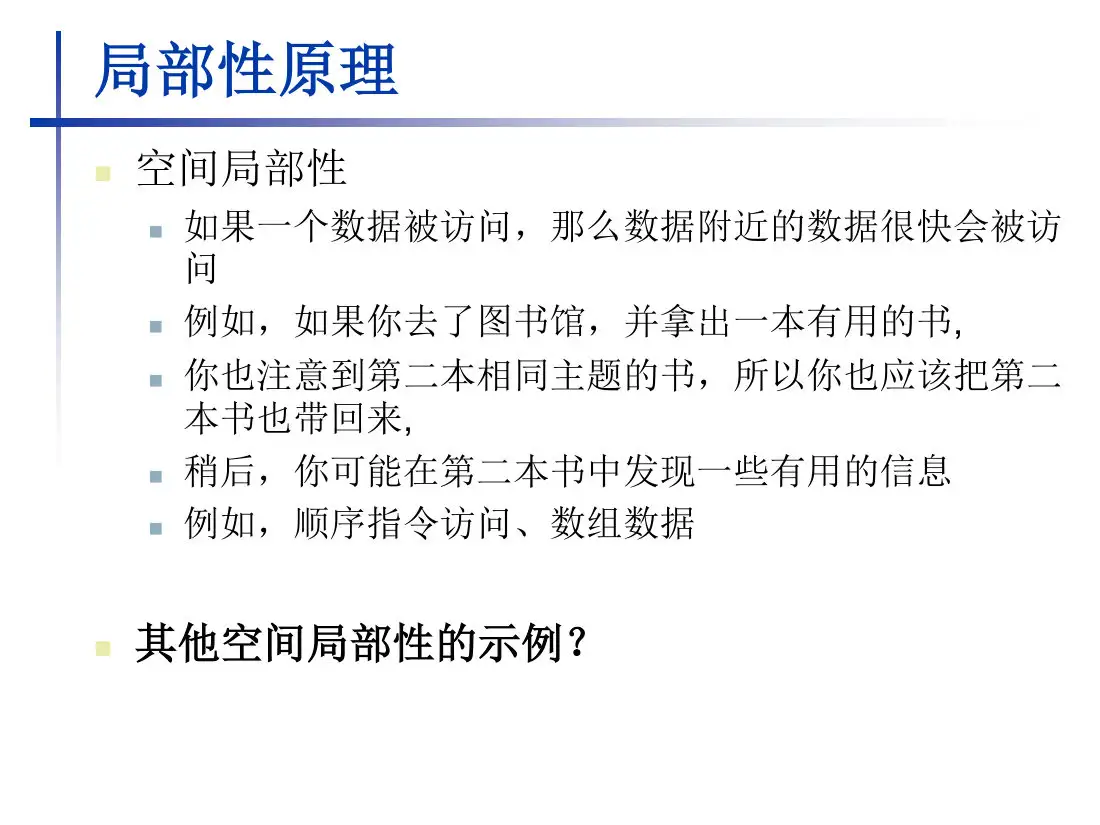 局部性原理
空间局部性
如果一个数据被访问，那么数据附近的数据很快会被访
问
例如，如果你去了图书馆，并拿出一本有用的书,
你也注意到第二本相同主题的书，所以你也应该把第二
本书也带回来,
稍后，你可能在第二本书中发现一些有用的信息
例如，顺序指令访问、数组数据
其他空间局部性的示例？